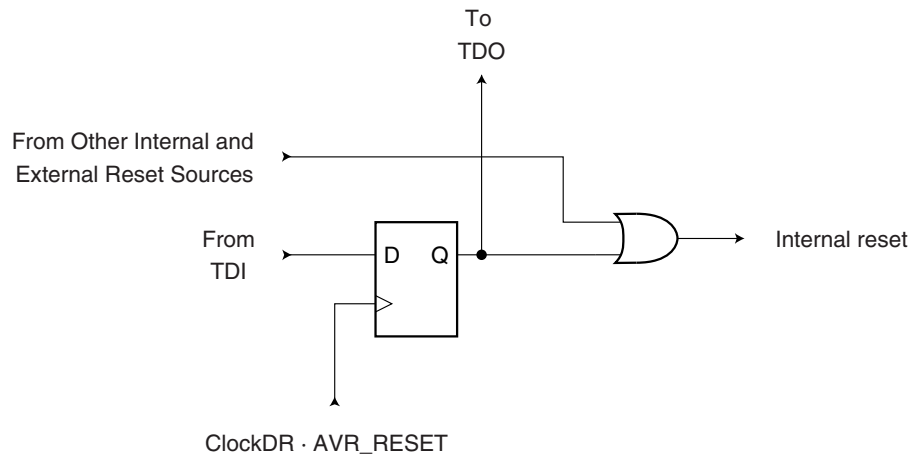 To
TDO
From Other Internal and
External Reset Sources
From
TDI
D Q
Internal reset
ClockDR · AVR_RESET